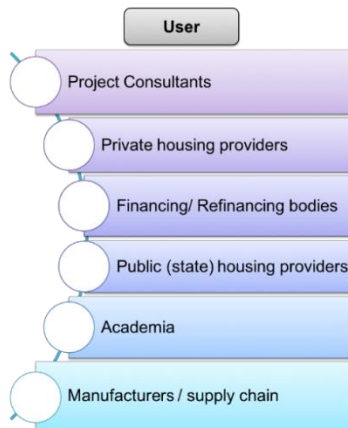 User
Project Consultants
Private housing providers
Financing/ Refinancing bodies
Public (state) housing providers
Academia
Manufacturers / supply chain